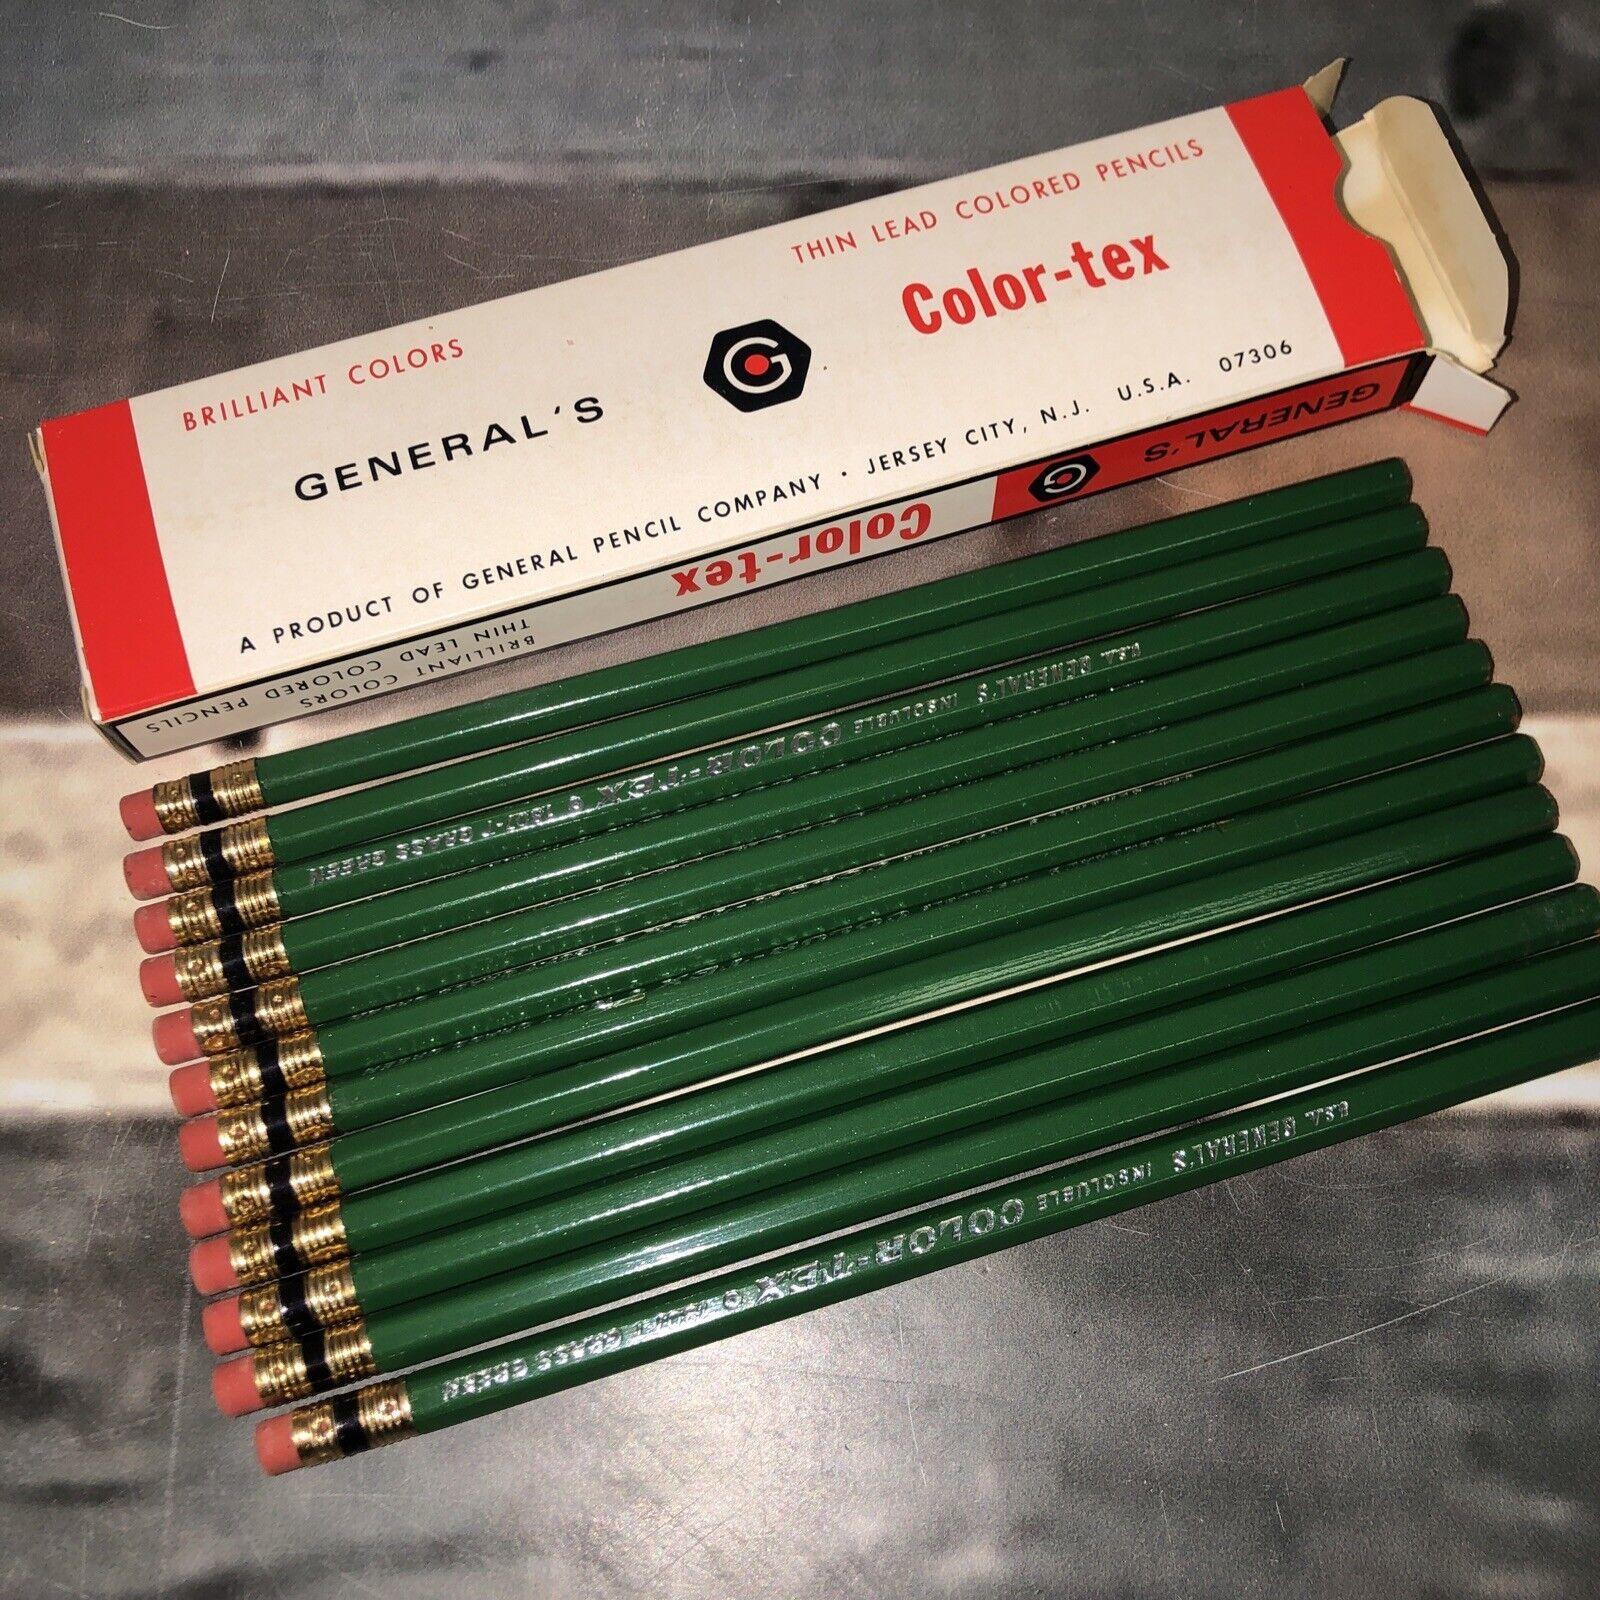 BRILLIANT COLORS
THIN LEAD COLORED PENCILS
GENERAL'S
G
Color-tex
A PRODUCT OF GENERAL PENCIL COMPANY · JERSEY CITY, N.J. U.S.A. 07306
GENERAL'S
G
Color-tex
BRILLIANT COLORS
THIN LEAD COLORED PENCILS
U.S.A. GENERAL'S INSOLUBLE COLOR-TEX G 1807-T GRASS GREEN
U.S.A. GENERAL'S INSOLUBLE COLOR-TEX G GRASS GREEN